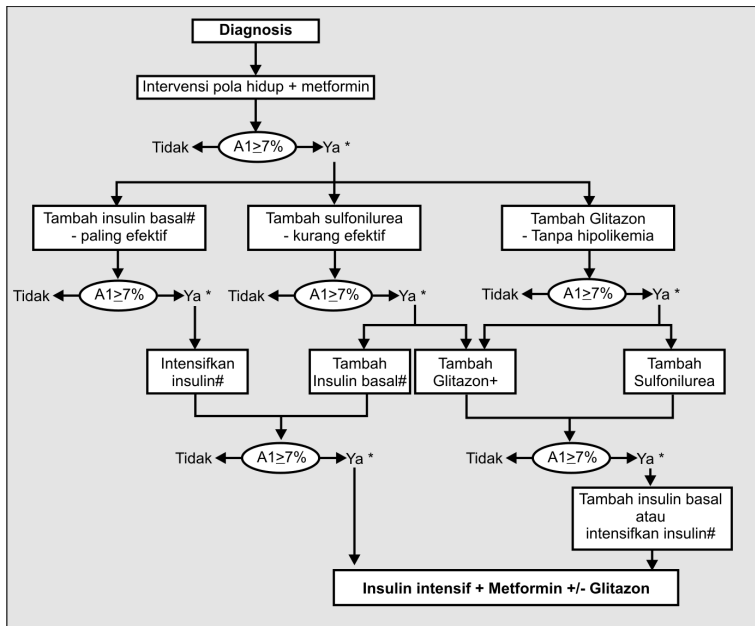 Diagnosis
Intervensi pola hidup + metformin
Tidak
A1≥7%
Ya *
Tambah insulin basal#
- paling efektif
Tambah sulfonilurea
- kurang efektif
Tambah Glitazon
- Tanpa hipolikemia
Tidak
A1≥7%
Ya *
Tidak
A1≥7%
Ya *
Tidak
A1≥7%
Ya *
Intensifkan
insulin#
Tambah
Insulin basal#
Tambah
Glitazon+
Tambah
Sulfonilurea
Tidak
A1≥7%
Ya *
Tidak
A1≥7%
Ya *
Tambah insulin basal
atau
intensifkan insulin#
Insulin intensif + Metformin +/- Glitazon